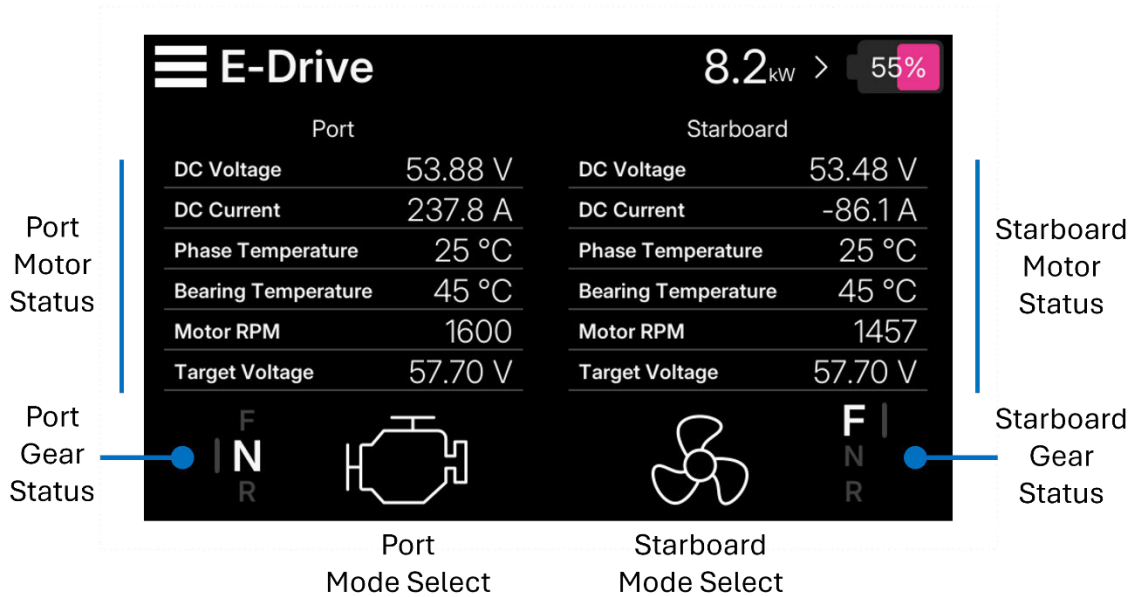 E-Drive
8.2 kW > 55%
Port
Starboard
DC Voltage 53.88 V
DC Current 237.8 A
Phase Temperature 25 °C
Bearing Temperature 45 °C
Motor RPM 1600
Target Voltage 57.70 V
DC Voltage 53.48 V
DC Current -86.1 A
Phase Temperature 25 °C
Bearing Temperature 45 °C
Motor RPM 1457
Target Voltage 57.70 V
F
N
R
F
N
R
Port
Motor
Status
Starboard
Motor
Status
Port
Gear
Status
Starboard
Gear
Status
Port
Mode Select
Starboard
Mode Select